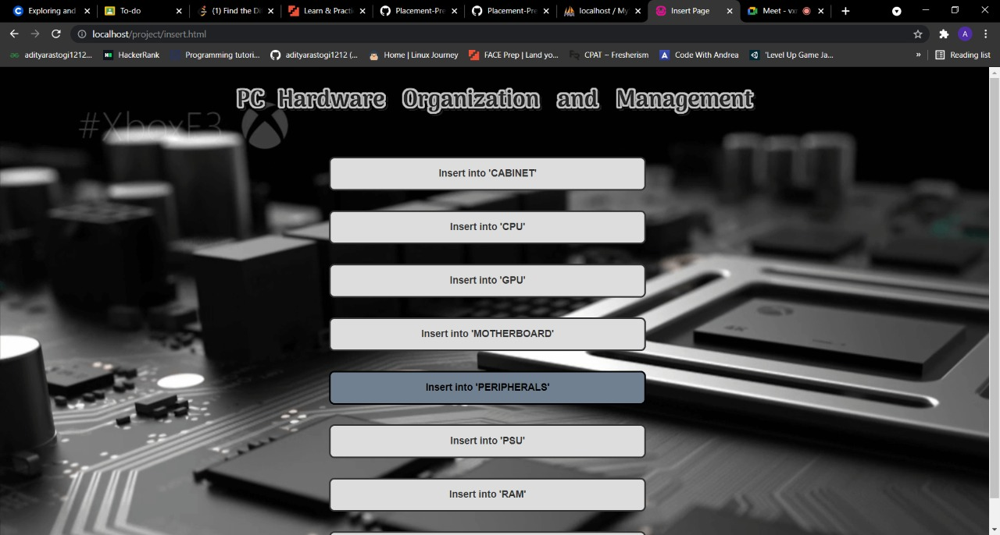 Exploring and
To-do
(1) Find the Di
Learn & Practi
Placement-Pre
Placement-Pre
localhost / My
Insert Page
Meet - vxr
localhost/project/insert.html
A
adityarastogi1212...
HackerRank
Programming tutori...
adityarastogi1212 (...
Home | Linux Journey
FACE Prep | Land yo...
CPAT ~ Fresherism
Code With Andrea
'Level Up Game Ja...
»
Reading list
PC Hardware Organization and Management
#XboxE3
Insert into 'CABINET'
Insert into 'CPU'
Insert into 'GPU'
Insert into 'MOTHERBOARD'
Insert into 'PERIPHERALS'
Insert into 'PSU'
Insert into 'RAM'